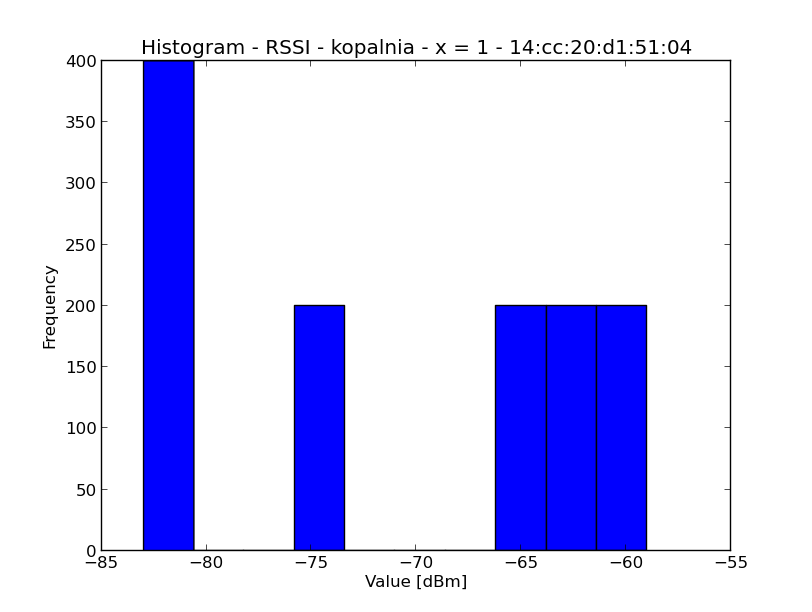 Histogram - RSSI - kopalnia - x = 1 - 14:cc:20:d1:51:04
400
350
300
250
200
150
100
50
0
Frequency
−85 −80 −75 −70 −65 −60 −55
Value [dBm]